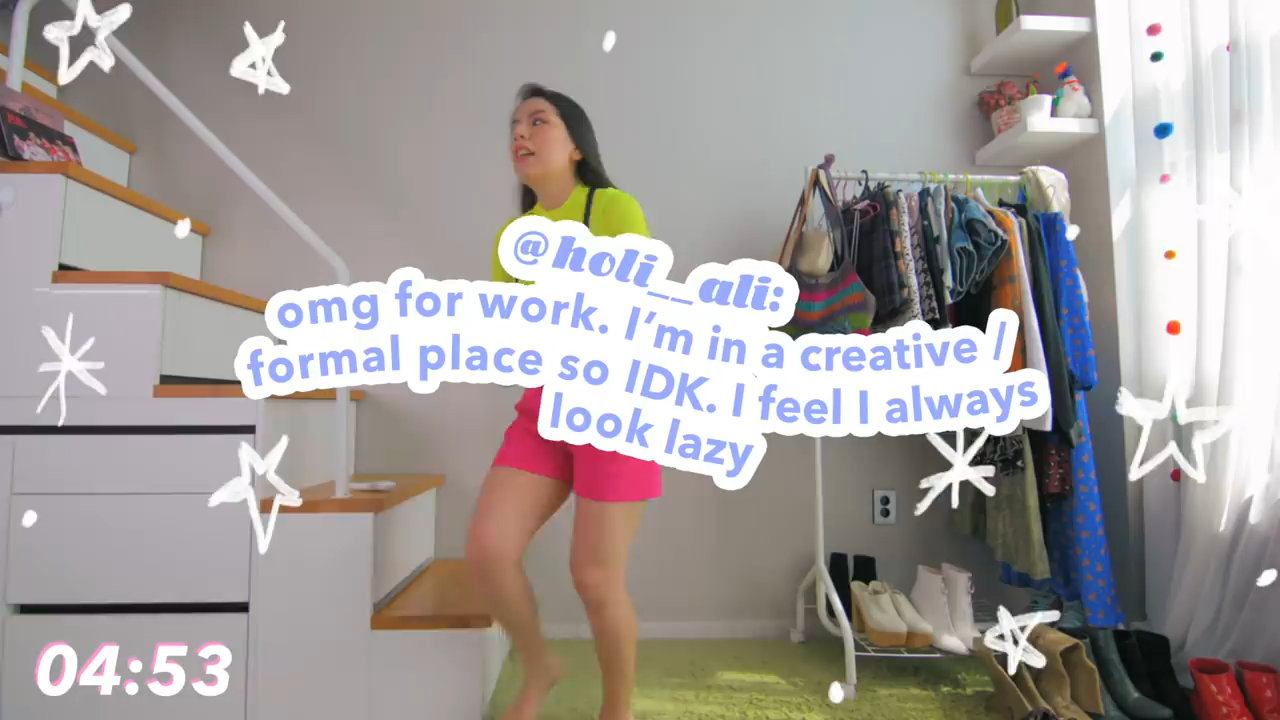 @holi__ali:
omg for work. I’m in a creative /
formal place so IDK. I feel I always
look lazy
04:53